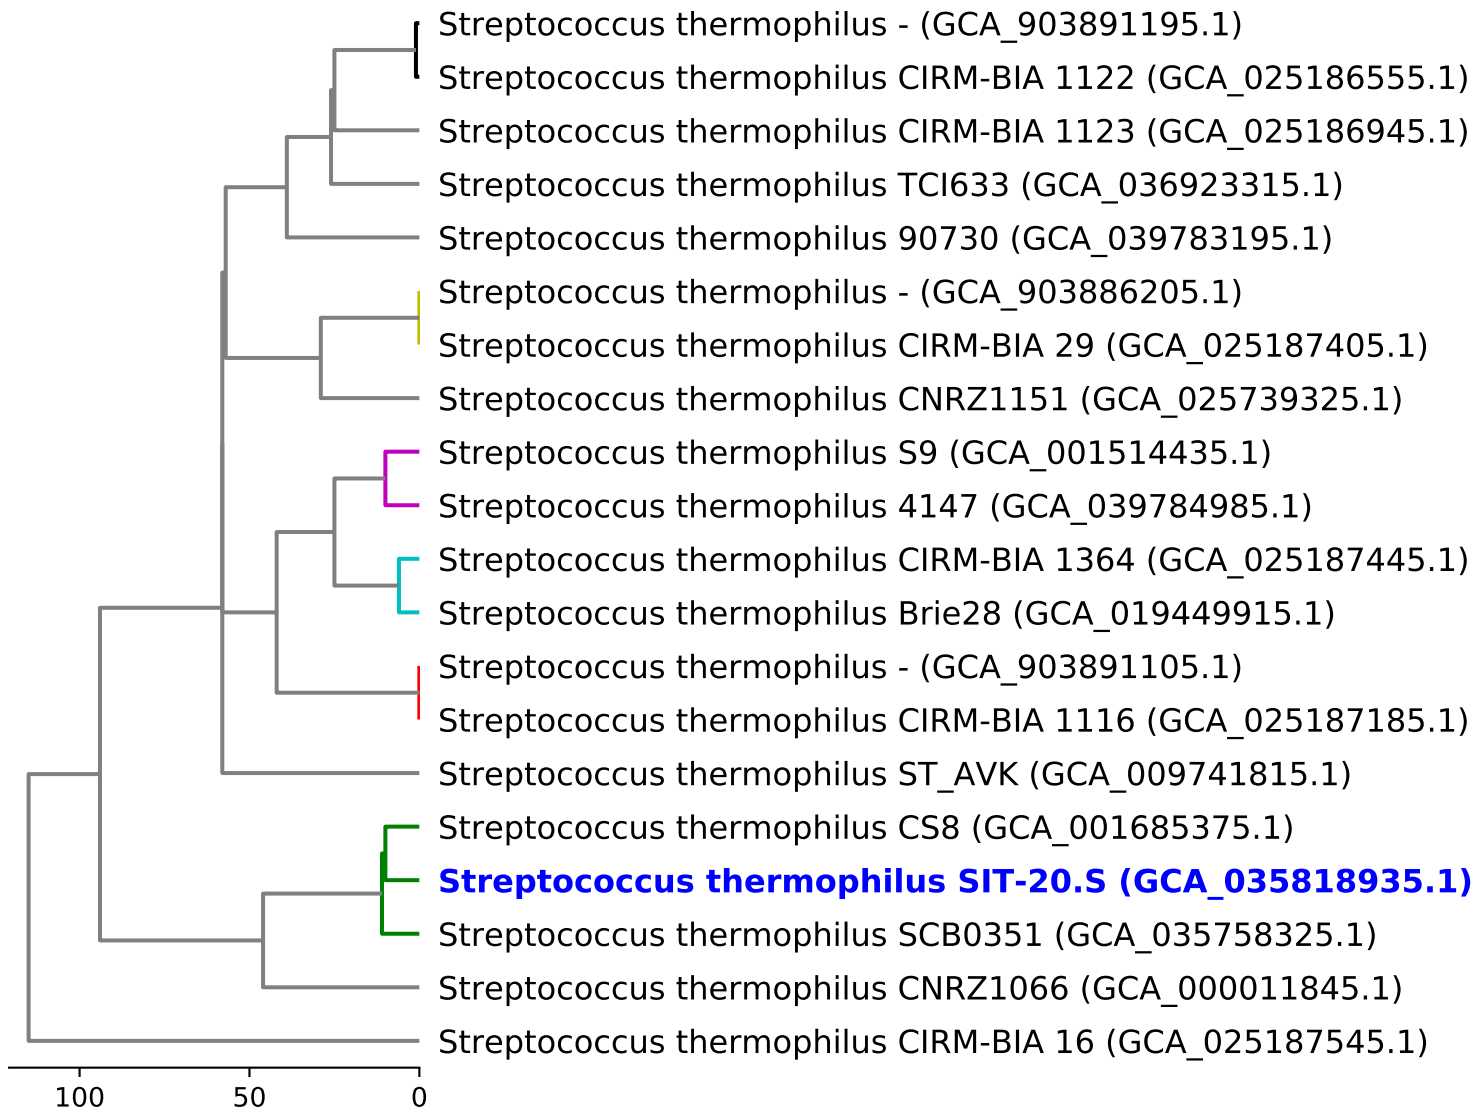 Streptococcus thermophilus - (GCA_903891195.1)
Streptococcus thermophilus CIRM-BIA 1122 (GCA_025186555.1)
Streptococcus thermophilus CIRM-BIA 1123 (GCA_025186945.1)
Streptococcus thermophilus TCI633 (GCA_036923315.1)
Streptococcus thermophilus 90730 (GCA_039783195.1)
Streptococcus thermophilus - (GCA_903886205.1)
Streptococcus thermophilus CIRM-BIA 29 (GCA_025187405.1)
Streptococcus thermophilus CNRZ1151 (GCA_025739325.1)
Streptococcus thermophilus S9 (GCA_001514435.1)
Streptococcus thermophilus 4147 (GCA_039784985.1)
Streptococcus thermophilus CIRM-BIA 1364 (GCA_025187445.1)
Streptococcus thermophilus Brie28 (GCA_019449915.1)
Streptococcus thermophilus - (GCA_903891105.1)
Streptococcus thermophilus CIRM-BIA 1116 (GCA_025187185.1)
Streptococcus thermophilus ST_AVK (GCA_009741815.1)
Streptococcus thermophilus CS8 (GCA_001685375.1)
Streptococcus thermophilus SIT-20.S (GCA_035818935.1)
Streptococcus thermophilus SCB0351 (GCA_035758325.1)
Streptococcus thermophilus CNRZ1066 (GCA_000011845.1)
Streptococcus thermophilus CIRM-BIA 16 (GCA_025187545.1)
100 50 0